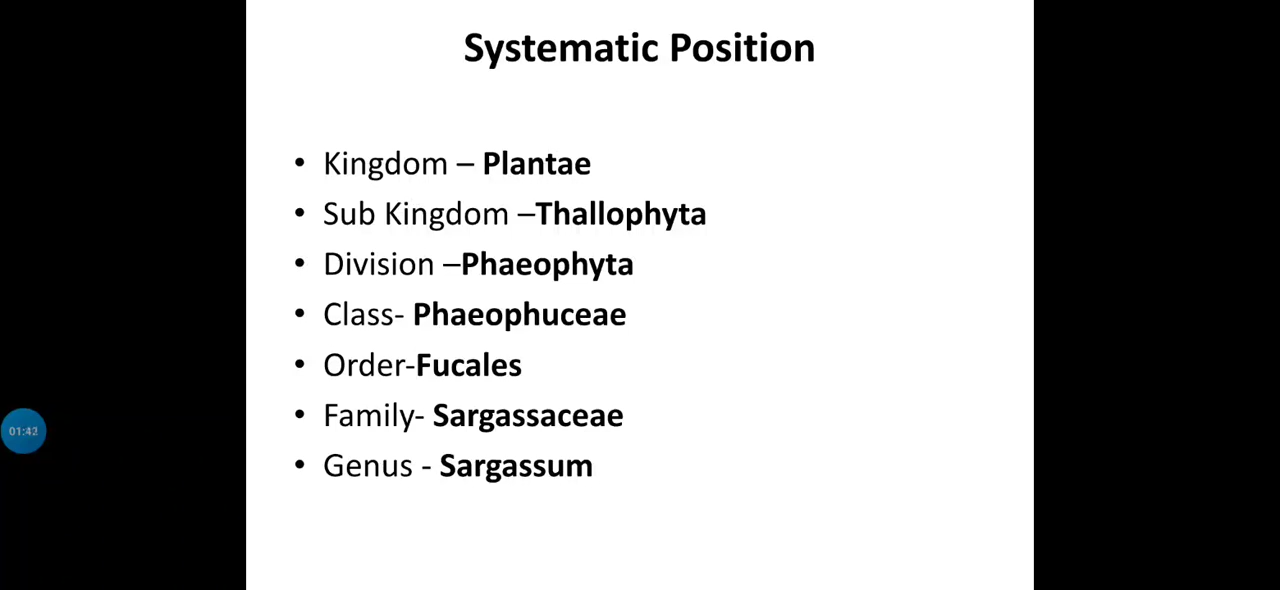 Systematic Position
• Kingdom – Plantae
• Sub Kingdom –Thallophyta
• Division –Phaeophyta
• Class- Phaeophuceae
• Order-Fucales
• Family- Sargassaceae
• Genus - Sargassum
01:42